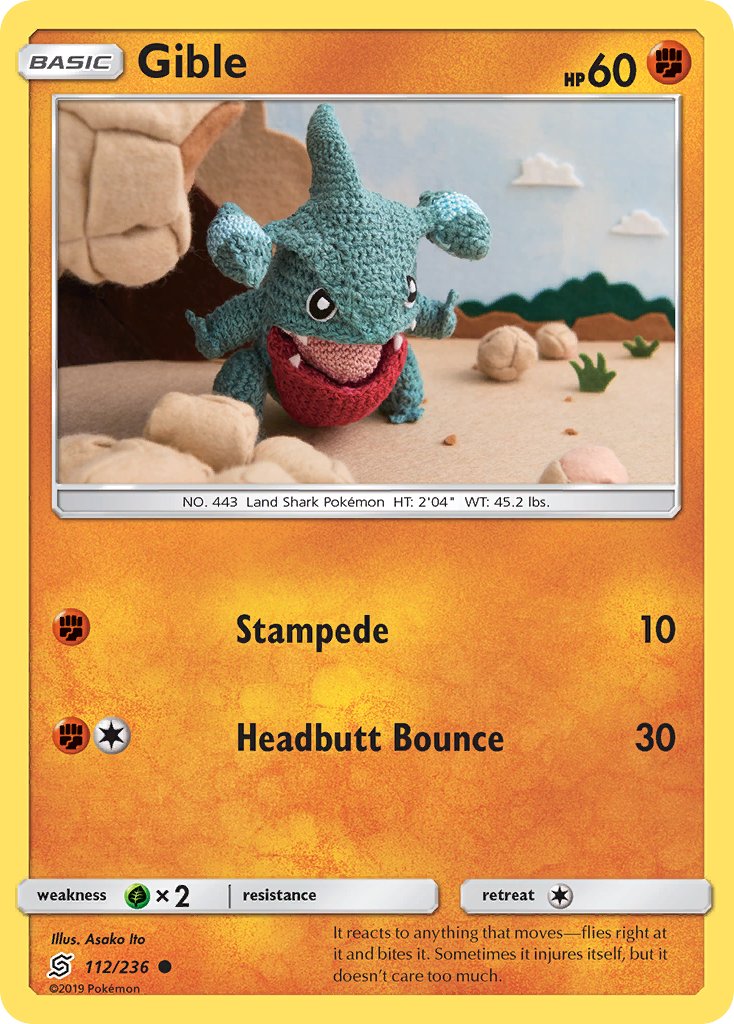 BASIC Gible HP 60
NO. 443 Land Shark Pokémon HT: 2'04" WT: 45.2 lbs.
Stampede 10
Headbutt Bounce 30
weakness ×2 resistance retreat
Illus. Asako Ito
112/236
©2019 Pokémon
It reacts to anything that moves—flies right at
it and bites it. Sometimes it injures itself, but it
doesn't care too much.